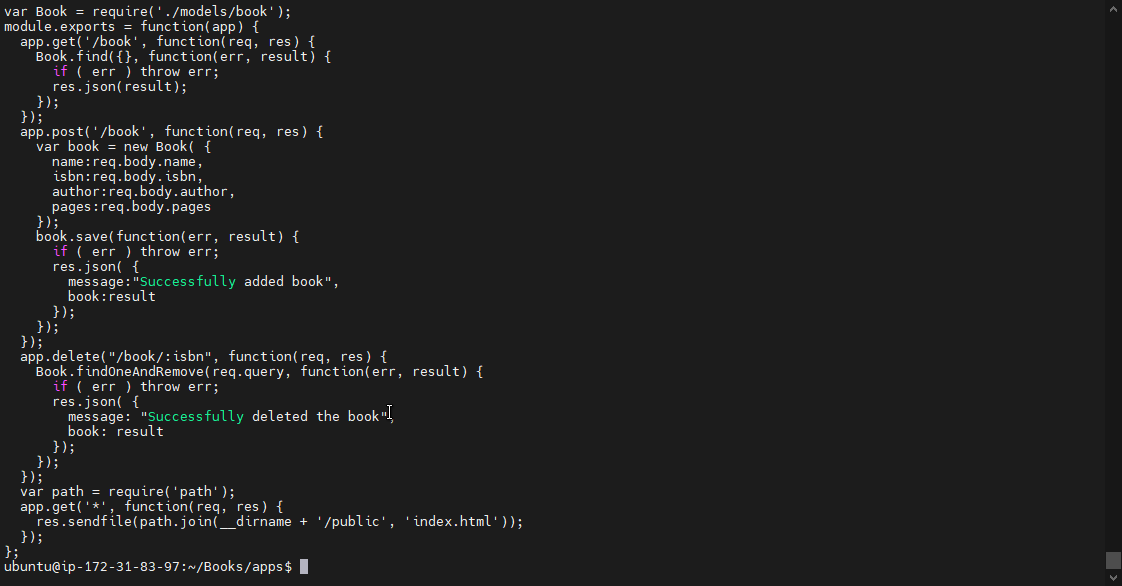 var Book = require('./models/book');
module.exports = function(app) {
  app.get('/book', function(req, res) {
    Book.find({}, function(err, result) {
      if ( err ) throw err;
      res.json(result);
    });
  });
  app.post('/book', function(req, res) {
    var book = new Book( {
      name:req.body.name,
      isbn:req.body.isbn,
      author:req.body.author,
      pages:req.body.pages
    });
    book.save(function(err, result) {
      if ( err ) throw err;
      res.json( {
        message:"Successfully added book",
        book:result
      });
    });
  });
  app.delete("/book/:isbn", function(req, res) {
    Book.findOneAndRemove(req.query, function(err, result) {
      if ( err ) throw err;
      res.json( {
        message: "Successfully deleted the book",
        book: result
      });
    });
  });
  var path = require('path');
  app.get('*', function(req, res) {
    res.sendfile(path.join(__dirname + '/public', 'index.html'));
  });
};
ubuntu@ip-172-31-83-97:~/Books/apps$